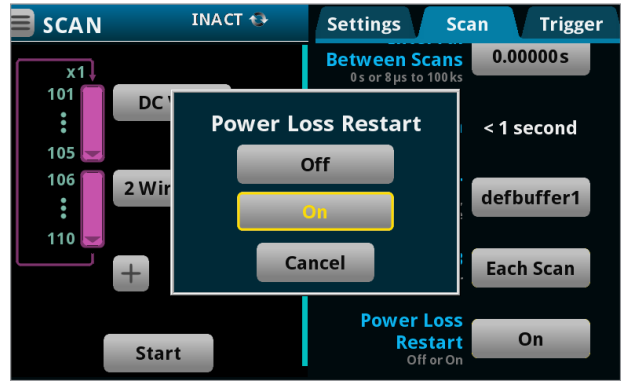 SCAN
INACT
Settings
Scan
Trigger
Between Scans
0s or 8µs to 100ks
0.00000s
x1
101
DC
105
106
2 Wir
110
+
Start
Power Loss Restart
Off
On
Cancel
< 1 second
defbuffer1
Each Scan
Power Loss
Restart
Off or On
On